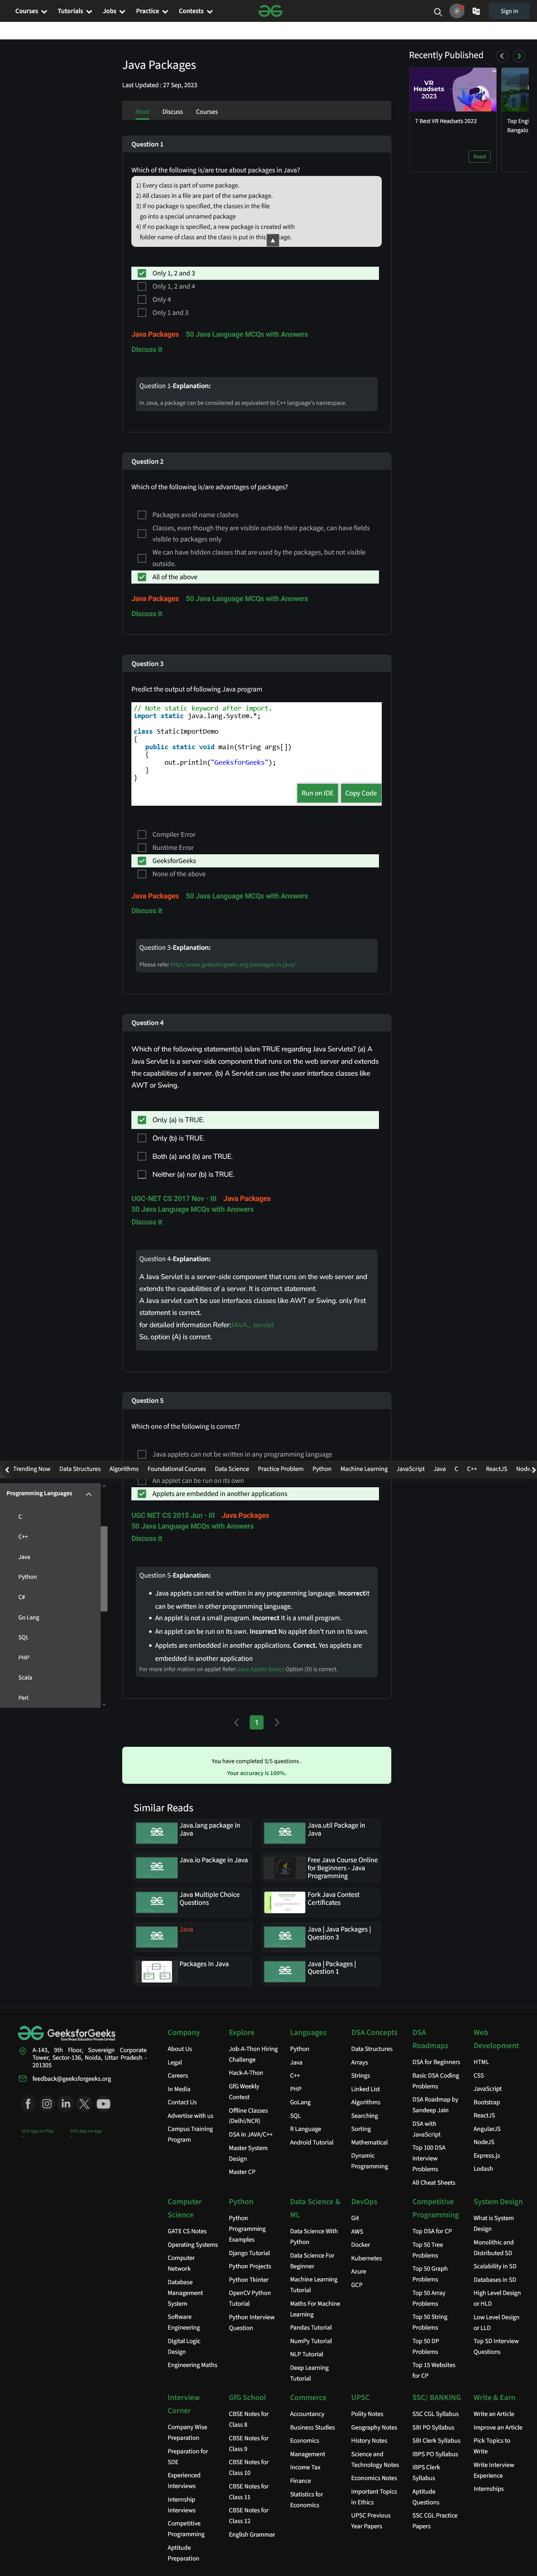 Courses
Tutorials
Jobs
Practice
Contests
Sign In
Java Packages
Last Updated : 27 Sep, 2023
Read
Discuss
Courses
Question 1
Which of the following is/are true about packages in Java?
1) Every class is part of some package.
2) All classes in a file are part of the same package.
3) If no package is specified, the classes in the file
go into a special unnamed package
4) If no package is specified, a new package is created with
folder name of class and the class is put in this age.
Only 1, 2 and 3
Only 1, 2 and 4
Only 4
Only 1 and 3
Java Packages 50 Java Language MCQs with Answers
Discuss it
Question 1-Explanation:
In Java, a package can be considered as equivalent to C++ language's namespace.
Question 2
Which of the following is/are advantages of packages?
Packages avoid name clashes
Classes, even though they are visible outside their package, can have fields
visible to packages only
We can have hidden classes that are used by the packages, but not visible
outside.
All of the above
Java Packages 50 Java Language MCQs with Answers
Discuss it
Question 3
Predict the output of following Java program
// Note static keyword after import.
import static java.lang.System.*;
class StaticImportDemo
{
public static void main(String args[])
{
out.println("GeeksforGeeks");
}
}
Run on IDE
Copy Code
Compiler Error
Runtime Error
GeeksforGeeks
None of the above
Java Packages 50 Java Language MCQs with Answers
Discuss it
Question 3-Explanation:
Please refer http://www.geeksforgeeks.org/packages-in-java/
Question 4
Which of the following statement(s) is/are TRUE regarding Java Servlets? (a) A
Java Servlet is a server-side component that runs on the web server and extends
the capabilities of a server. (b) A Servlet can use the user interface classes like
AWT or Swing.
Only (a) is TRUE.
Only (b) is TRUE.
Both (a) and (b) are TRUE.
Neither (a) nor (b) is TRUE.
UGC-NET CS 2017 Nov - III Java Packages
50 Java Language MCQs with Answers
Discuss it
Question 4-Explanation:
A Java Servlet is a server-side component that runs on the web server and
extends the capabilities of a server. It is correct statement.
A Java servlet can't be use interfaces classes like AWT or Swing. only first
statement is correct.
for detailed information Refer:JAVA_ servlet
So, option (A) is correct.
Question 5
Which one of the following is correct?
Java applets can not be written in any programming language
Trending Now
Data Structures
Algorithms
Foundational Courses
Data Science
Practice Problem
Python
Machine Learning
JavaScript
Java
C
C++
ReactJS
Node
An applet can be run on its own
Applets are embedded in another applications
UGC NET CS 2015 Jun - III Java Packages
50 Java Language MCQs with Answers
Discuss it
Question 5-Explanation:
Java applets can not be written in any programming language. IncorrectIt
can be written in other programming language.
An applet is not a small program. Incorrect It is a small program.
An applet can be run on its own. Incorrect No applet don't run on its own.
Applets are embedded in another applications. Correct. Yes applets are
embedded in another application
For more infor mation on applet Refer:Java Applet Basics Option (D) is correct.
Programming Languages
C
C++
Java
Python
C#
Go Lang
SQL
PHP
Scala
Perl
1
You have completed 5/5 questions .
Your accuracy is 100%.
Recently Published
VR
Headsets
2023
7 Best VR Headsets 2023
Read
Top Engi
Bangalo
Similar Reads
Java.lang package in
Java
Java.util Package in
Java
Java.io Package in Java
Free Java Course Online
for Beginners - Java
Programming
Java Multiple Choice
Questions
Fork Java Contest
Certificates
Java
Java | Java Packages |
Question 3
Packages In Java
Java | Packages |
Question 1
GeeksforGeeks
Sanchhaya Education Private Limited
A-143, 9th Floor, Sovereign Corporate
Tower, Sector-136, Noida, Uttar Pradesh -
201305
feedback@geeksforgeeks.org
GFG App on Play
GFG App on App
Company
About Us
Legal
Careers
In Media
Contact Us
Advertise with us
Campus Training
Program
Explore
Job-A-Thon Hiring
Challenge
Hack-A-Thon
GfG Weekly
Contest
Offline Classes
(Delhi/NCR)
DSA in JAVA/C++
Master System
Design
Master CP
Languages
Python
Java
C++
PHP
GoLang
SQL
R Language
Android Tutorial
DSA Concepts
Data Structures
Arrays
Strings
Linked List
Algorithms
Searching
Sorting
Mathematical
Dynamic
Programming
DSA
Roadmaps
DSA for Beginners
Basic DSA Coding
Problems
DSA Roadmap by
Sandeep Jain
DSA with
JavaScript
Top 100 DSA
Interview
Problems
All Cheat Sheets
Web
Development
HTML
CSS
JavaScript
Bootstrap
ReactJS
AngularJS
NodeJS
Express.js
Lodash
Computer
Science
GATE CS Notes
Operating Systems
Computer
Network
Database
Management
System
Software
Engineering
Digital Logic
Design
Engineering Maths
Python
Python
Programming
Examples
Django Tutorial
Python Projects
Python Tkinter
OpenCV Python
Tutorial
Python Interview
Question
Data Science &
ML
Data Science With
Python
Data Science For
Beginner
Machine Learning
Tutorial
Maths For Machine
Learning
Pandas Tutorial
NumPy Tutorial
NLP Tutorial
Deep Learning
Tutorial
DevOps
Git
AWS
Docker
Kubernetes
Azure
GCP
Competitive
Programming
Top DSA for CP
Top 50 Tree
Problems
Top 50 Graph
Problems
Top 50 Array
Problems
Top 50 String
Problems
Top 50 DP
Problems
Top 15 Websites
for CP
System Design
What is System
Design
Monolithic and
Distributed SD
Scalability in SD
Databases in SD
High Level Design
or HLD
Low Level Design
or LLD
Top SD Interview
Questions
Interview
Corner
Company Wise
Preparation
Preparation for
SDE
Experienced
Interviews
Internship
Interviews
Competitive
Programming
Aptitude
Preparation
GfG School
CBSE Notes for
Class 8
CBSE Notes for
Class 9
CBSE Notes for
Class 10
CBSE Notes for
Class 11
CBSE Notes for
Class 12
English Grammar
Commerce
Accountancy
Business Studies
Economics
Management
Income Tax
Finance
Statistics for
Economics
UPSC
Polity Notes
Geography Notes
History Notes
Science and
Technology Notes
Economics Notes
Important Topics
in Ethics
UPSC Previous
Year Papers
SSC/ BANKING
SSC CGL Syllabus
SBI PO Syllabus
SBI Clerk Syllabus
IBPS PO Syllabus
IBPS Clerk
Syllabus
Aptitude
Questions
SSC CGL Practice
Papers
Write & Earn
Write an Article
Improve an Article
Pick Topics to
Write
Write Interview
Experience
Internships